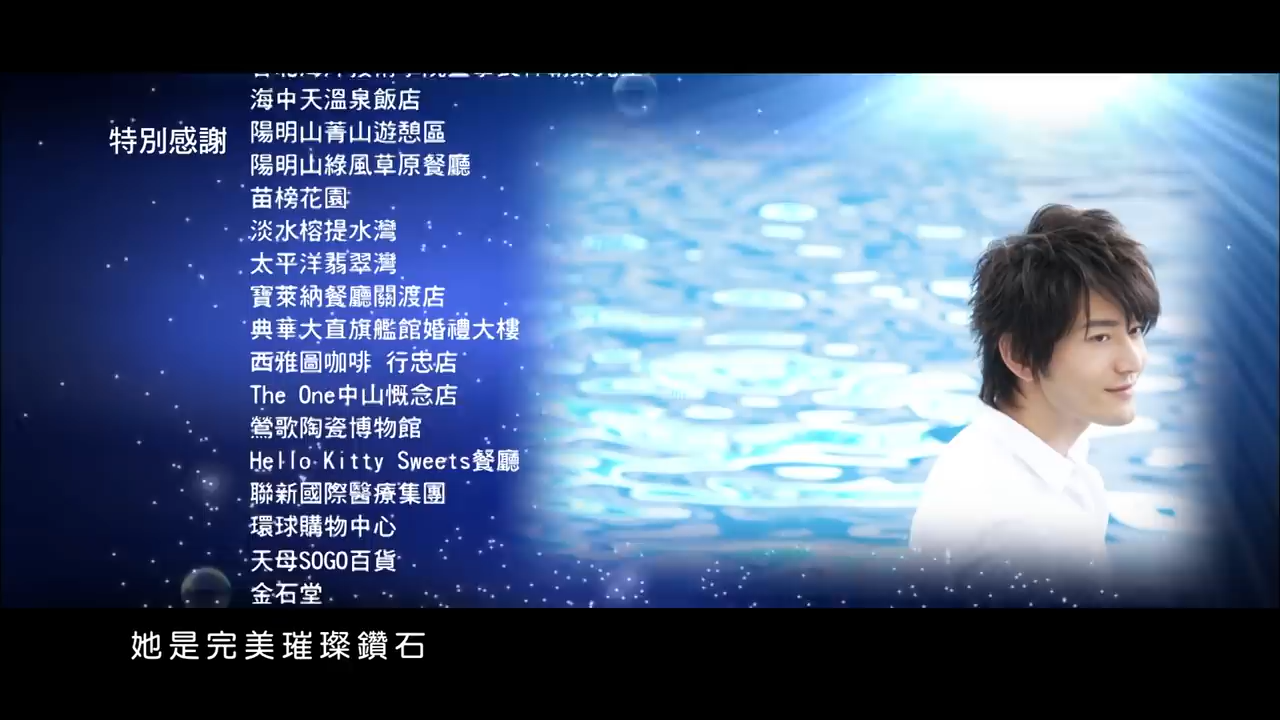 特別感謝
海中天溫泉飯店
陽明山菁山遊憩區
陽明山綠風草原餐廳
苗榜花園
淡水榕提水灣
太平洋翡翠灣
寶萊納餐廳關渡店
典華大直旗艦館婚禮大樓
西雅圖咖啡 行忠店
The One中山慨念店
鶯歌陶瓷博物館
Hello Kitty Sweets餐廳
聯新國際醫療集團
環球購物中心
天母SOGO百貨
金石堂
她是完美璀璨鑽石